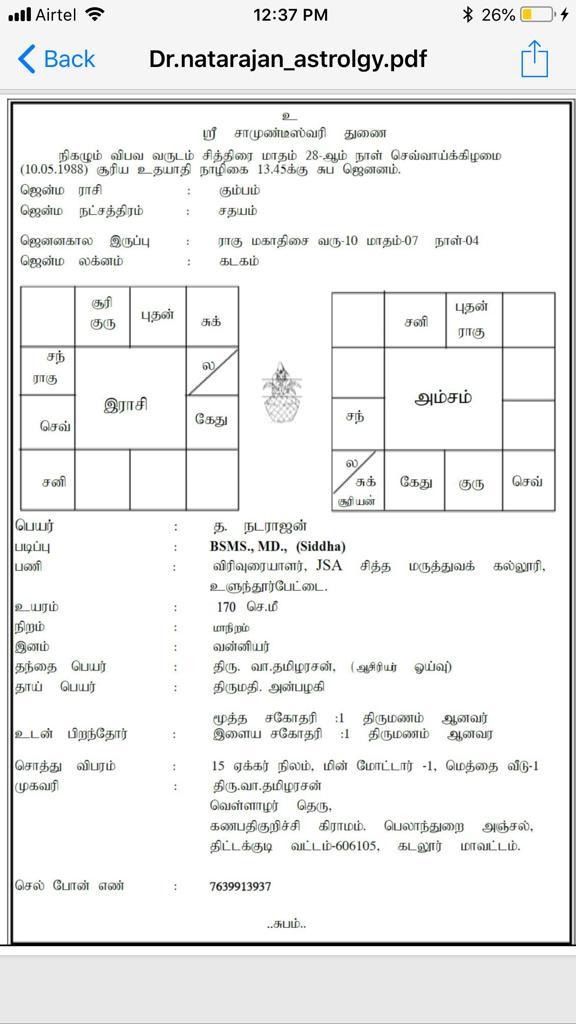 Airtel 12:37 PM 26%
Back Dr.natarajan_astrolgy.pdf
உ
ஸ்ரீ சாமுண்டீஸ்வரி துணை
நிகழும் விபவ வருடம் சித்திரை மாதம் 28-ஆம் நாள் செவ்வாய்க்கிழமை
(10.05.1988) சூரிய உதயாதி நாழிகை 13.45க்கு சுப ஜெனனம்.
ஜென்ம ராசி : கும்பம்
ஜென்ம நட்சத்திரம் : சதயம்
ஜெனனகால இருப்பு : ராகு மகாதிசை வரு-10 மாதம்-07 நாள்-04
ஜென்ம லக்னம் : கடகம்
சூரி
குரு
புதன்
சுக்
சந்
ராகு
ல
இராசி
செவ்
கேது
சனி
சனி
புதன்
ராகு
அம்சம்
சந்
ல
சுக்
சூரியன்
கேது
குரு
செவ்
பெயர் : த. நடராஜன்
படிப்பு : BSMS., MD., (Siddha)
பணி : விரிவுரையாளர், JSA சித்த மருத்துவக் கல்லூரி,
உளுந்தூர்பேட்டை.
உயரம் : 170 செ.மீ
நிறம் : மாநிறம்
இனம் : வன்னியர்
தந்தை பெயர் : திரு. வா.தமிழரசன், (ஆசிரியர் ஓய்வு)
தாய் பெயர் : திருமதி. அன்பழகி
மூத்த சகோதரி :1 திருமணம் ஆனவர்
உடன் பிறந்தோர் : இளைய சகோதரி :1 திருமணம் ஆனவர
சொத்து விபரம் : 15 ஏக்கர் நிலம், மின் மோட்டார் -1, மெத்தை வீடு-1
முகவரி : திரு.வா.தமிழரசன்
வெள்ளாழர் தெரு,
கணபதிகுறிச்சி கிராமம். பெலாந்துறை அஞ்சல்,
திட்டக்குடி வட்டம்-606105, கடலூர் மாவட்டம்.
செல் போன் எண் : 7639913937
..சுபம்..